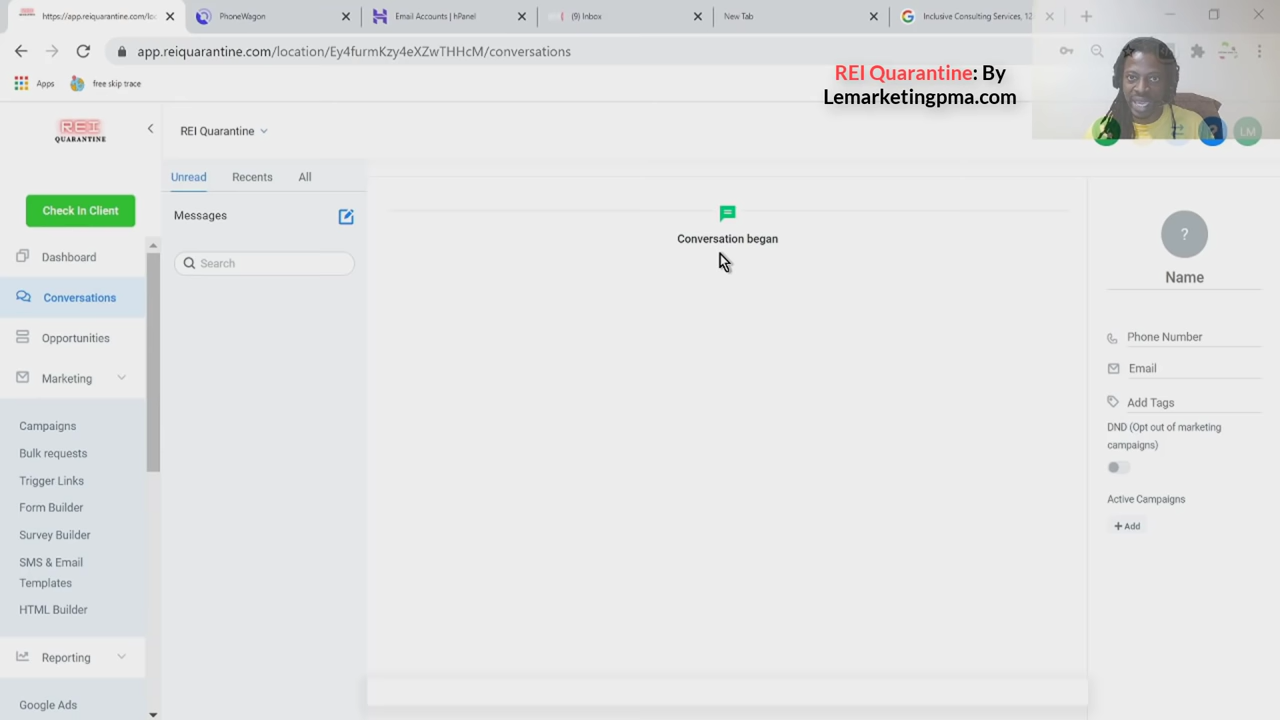 https://app.reiquarantine.com/loc
PhoneWagon
Email Accounts | hPanel
(9) Inbox
New Tab
Inclusive Consulting Services, 12
app.reiquarantine.com/location/Ey4furmKzy4eXZwTHHcM/conversations
Apps
free skip trace
REI Quarantine: By
Lemarketingpma.com
REI
QUARANTINE
REI Quarantine
LM
Unread
Recents
All
Check In Client
Messages
Search
Dashboard
Conversations
Opportunities
Marketing
Campaigns
Bulk requests
Trigger Links
Form Builder
Survey Builder
SMS & Email
Templates
HTML Builder
Reporting
Google Ads
Conversation began
?
Name
Phone Number
Email
Add Tags
DND (Opt out of marketing
campaigns)
Active Campaigns
+ Add